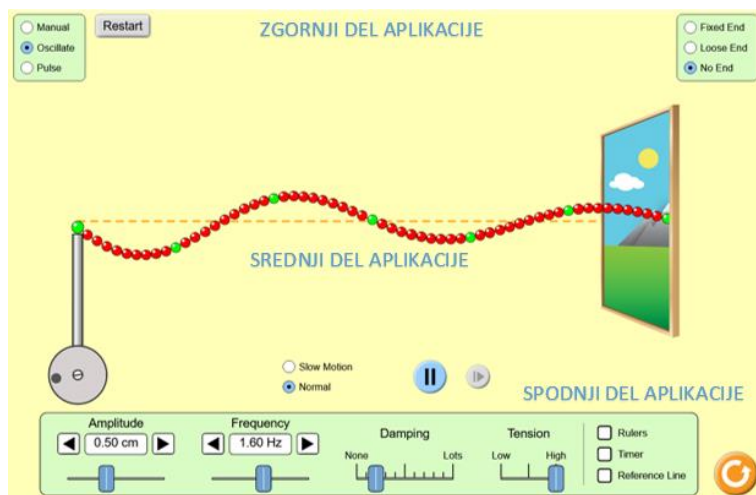 Manual
Oscillate
Pulse
Restart
ZGORNJI DEL APLIKACIJE
Fixed End
Loose End
No End
SREDNJI DEL APLIKACIJE
Slow Motion
Normal
SPODNJI DEL APLIKACIJE
Amplitude
0.50 cm
Frequency
1.60 Hz
Damping
None
Lots
Tension
Low
High
Rulers
Timer
Reference Line